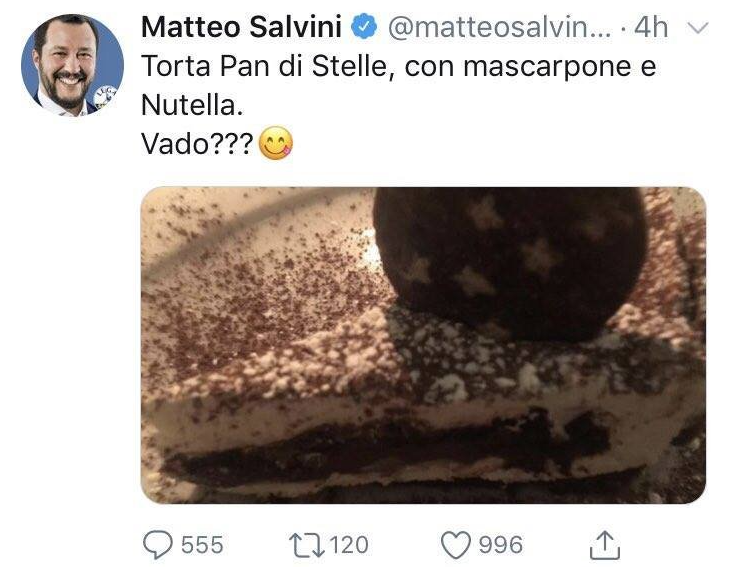 Matteo Salvini @matteosalvin... · 4h
Torta Pan di Stelle, con mascarpone e
Nutella.
Vado???😋
555 120 996